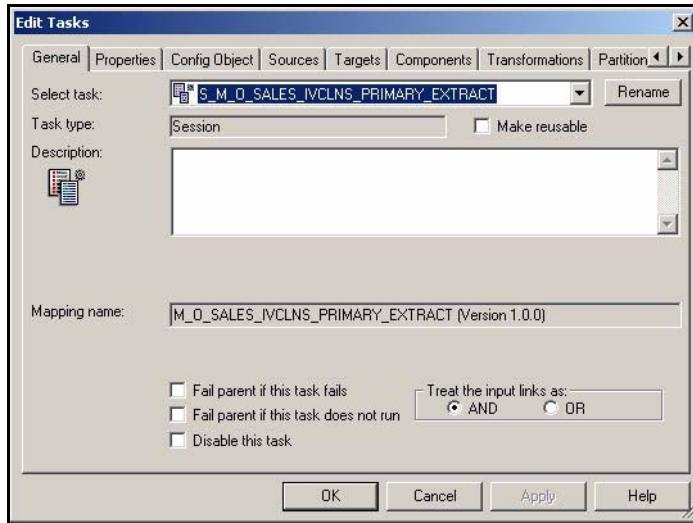 Edit Tasks
General Properties Config Object Sources Targets Components Transformations Partition
Select task: S_M_O_SALES_IVCLNS_PRIMARY_EXTRACT Rename
Task type: Session Make reusable
Description:
Mapping name: M_O_SALES_IVCLNS_PRIMARY_EXTRACT (Version 1.0.0)
Fail parent if this task fails Treat the input links as:
Fail parent if this task does not run AND OR
Disable this task
OK Cancel Apply Help